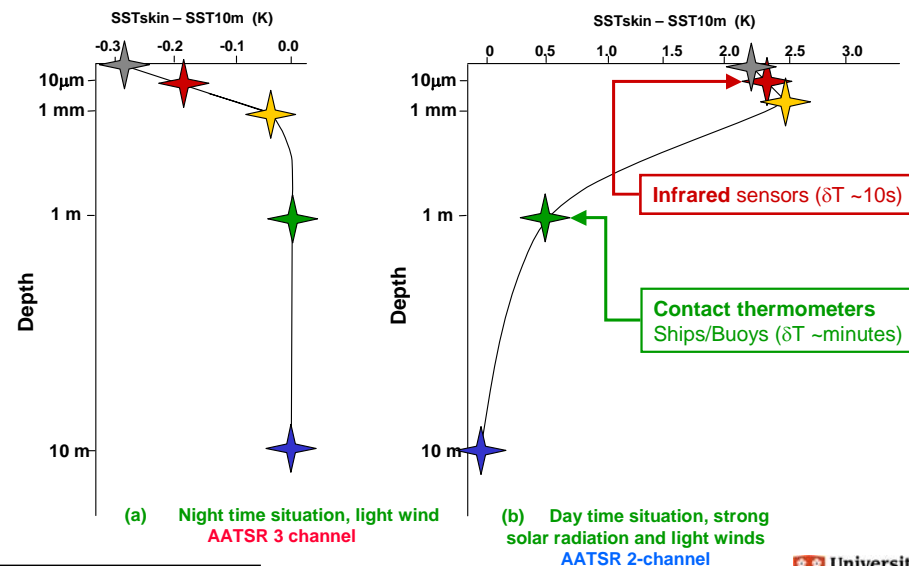 SSTskin – SST10m (K)
-0.3 -0.2 -0.1 0.0
10μm
1 mm
1 m
10 m
Depth
(a) Night time situation, light wind
AATSR 3 channel
SSTskin – SST10m (K)
0 0.5 1.0 1.5 2.0 2.5 3.0
10μm
1 mm
1 m
10 m
Depth
Infrared sensors (δT ~10s)
Contact thermometers
Ships/Buoys (δT ~minutes)
(b) Day time situation, strong
solar radiation and light winds
AATSR 2-channel